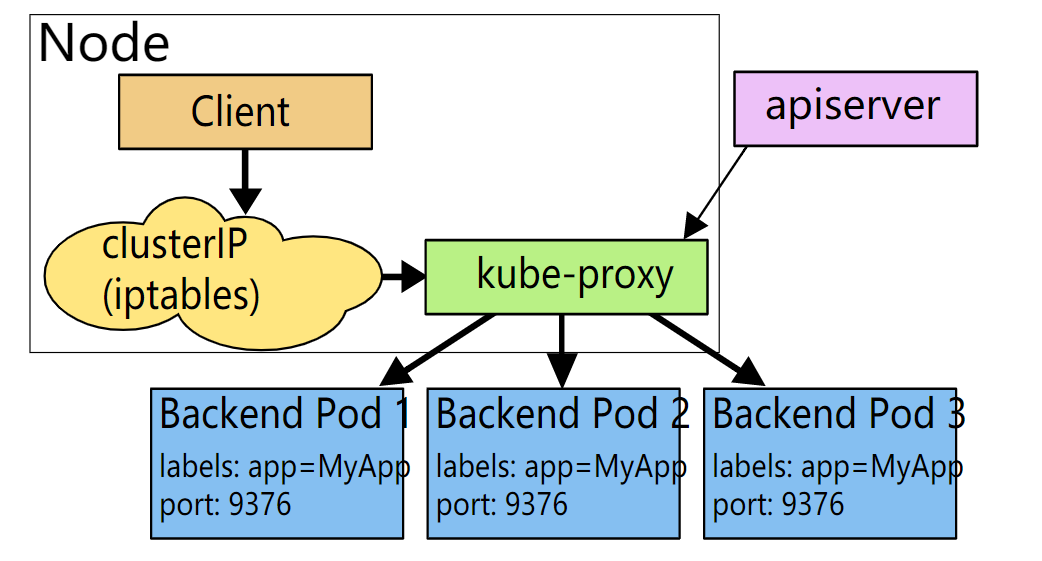 Node
Client
apiserver
clusterIP
(iptables)
kube-proxy
Backend Pod 1
labels: app=MyApp
port: 9376
Backend Pod 2
labels: app=MyApp
port: 9376
Backend Pod 3
labels: app=MyApp
port: 9376